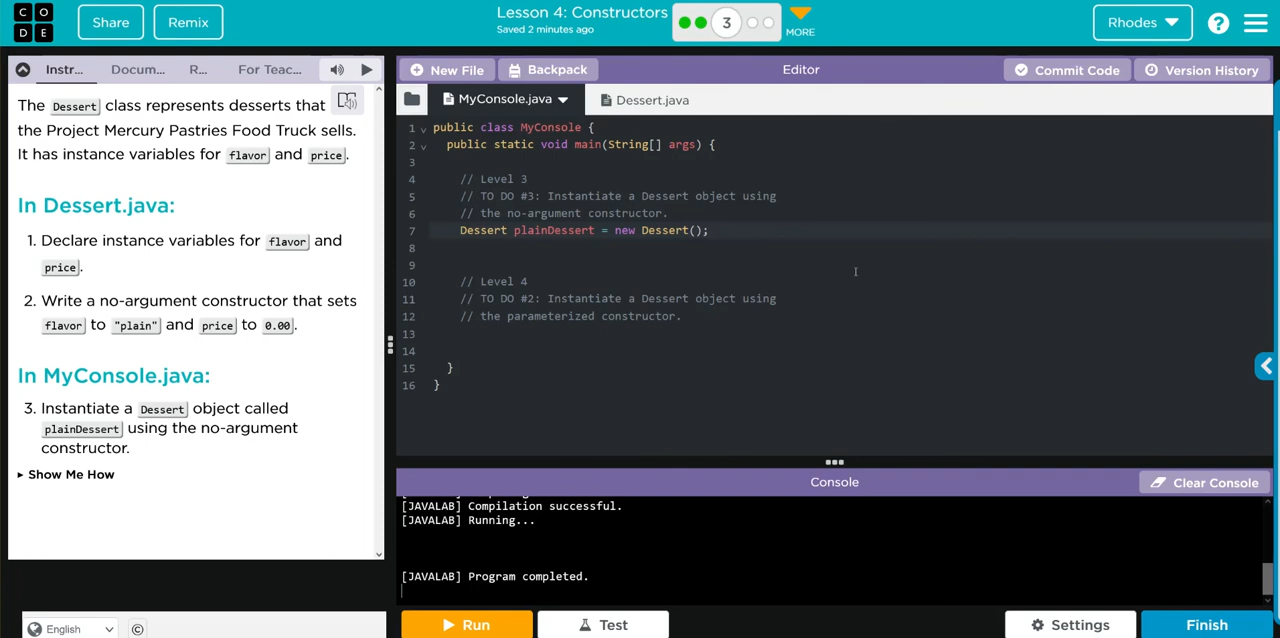 C O
D E
Share
Remix
Lesson 4: Constructors
Saved 2 minutes ago
3
MORE
Rhodes
?
Instr...
Docum...
R...
For Teac...
New File
Backpack
Editor
Commit Code
Version History
The Dessert class represents desserts that
the Project Mercury Pastries Food Truck sells.
It has instance variables for flavor and price.
In Dessert.java:
1. Declare instance variables for flavor and
price.
2. Write a no-argument constructor that sets
flavor to "plain" and price to 0.00.
In MyConsole.java:
3. Instantiate a Dessert object called
plainDessert using the no-argument
constructor.
Show Me How
MyConsole.java
Dessert.java
1 public class MyConsole {
2 public static void main(String[] args) {
3
4 // Level 3
5 // TO DO #3: Instantiate a Dessert object using
6 // the no-argument constructor.
7 Dessert plainDessert = new Dessert();
8
9
10 // Level 4
11 // TO DO #2: Instantiate a Dessert object using
12 // the parameterized constructor.
13
14
15 }
16 }
Console
Clear Console
[JAVALAB] Compilation successful.
[JAVALAB] Running...
[JAVALAB] Program completed.
English
©
Run
Test
Settings
Finish